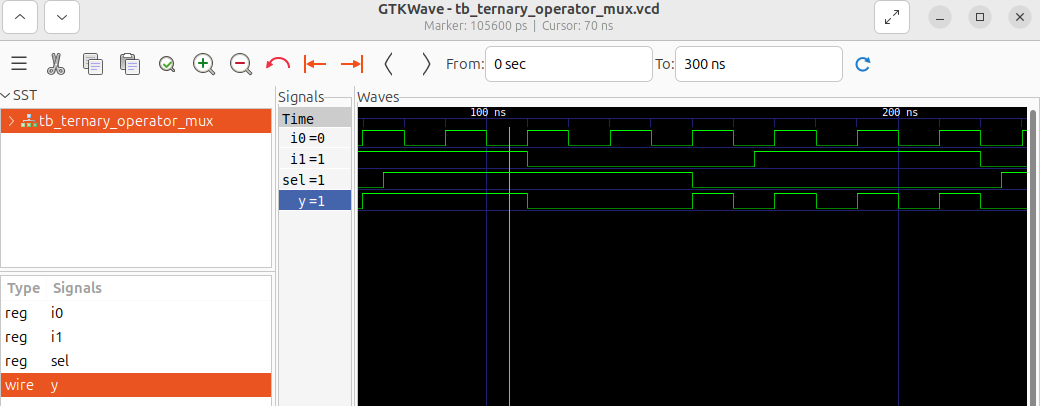 GTKWave - tb_ternary_operator_mux.vcd
Marker: 105600 ps | Cursor: 70 ns
From: 0 sec To: 300 ns
SST
tb_ternary_operator_mux
Type Signals
reg i0
reg i1
reg sel
wire y
Signals
Time
i0 =0
i1 =1
sel =1
y =1
Waves
100 ns 200 ns